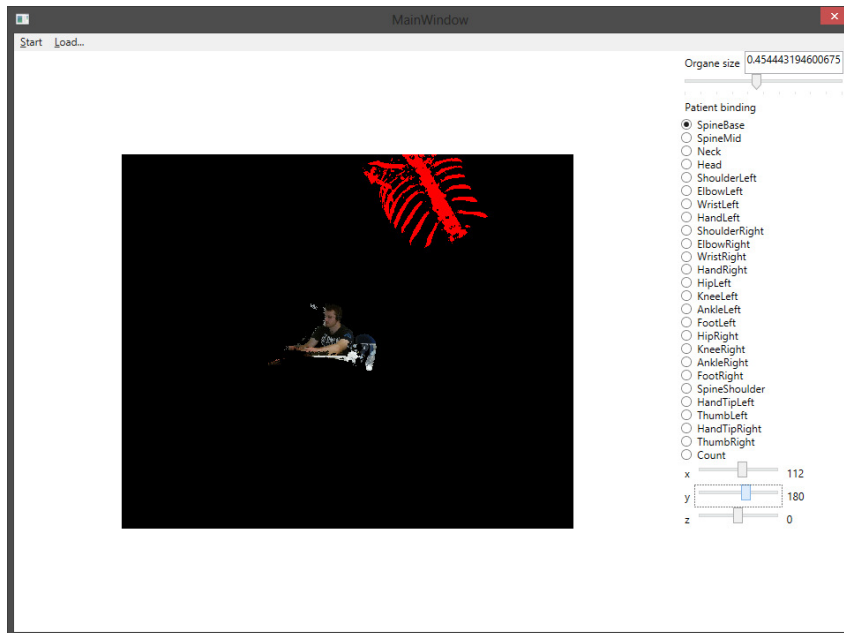 MainWindow
Start Load...
Organe size 0.454443194600675
Patient binding
SpineBase
SpineMid
Neck
Head
ShoulderLeft
ElbowLeft
WristLeft
HandLeft
ShoulderRight
ElbowRight
WristRight
HandRight
HipLeft
KneeLeft
AnkleLeft
FootLeft
HipRight
KneeRight
AnkleRight
FootRight
SpineShoulder
HandTipLeft
ThumbLeft
HandTipRight
ThumbRight
Count
x 112
y 180
z 0